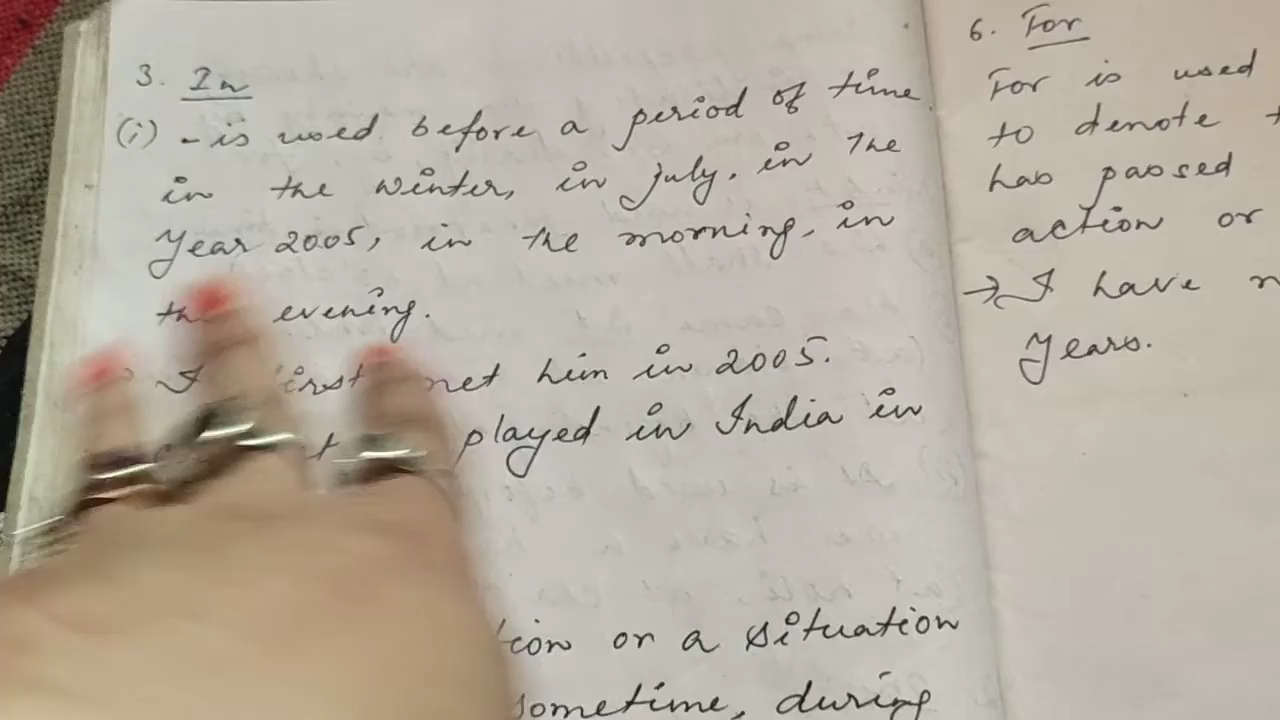 3. In
(i) - is used before a period of time.
in the winter, in july. in The
Year 2005, in the morning, in
the evening.
I first met him in 2005.
played in India in
or a situation
sometime, during
6. For
For is used
to denote
has passed
action or
→ I have
Years.